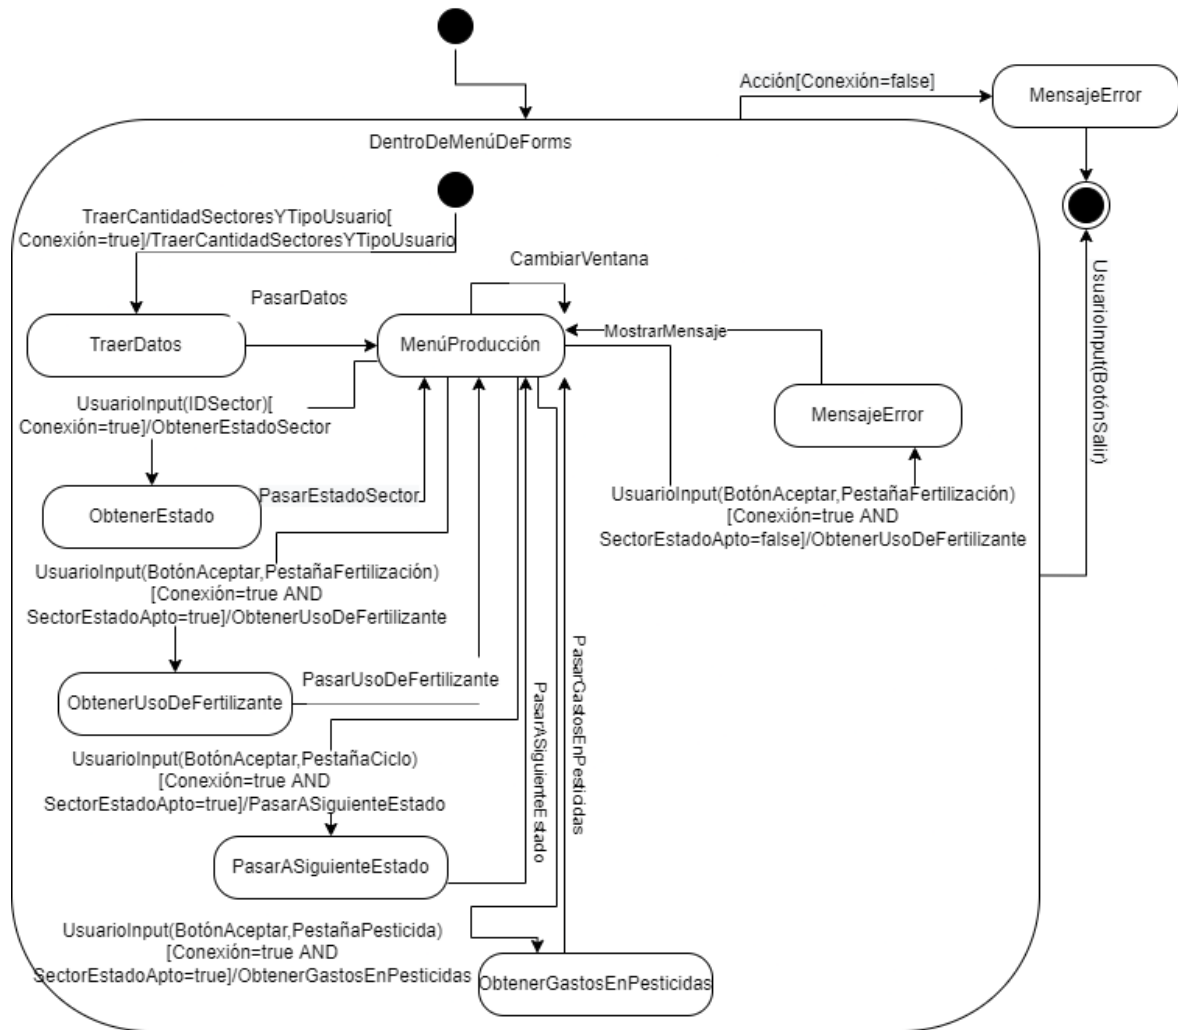 Acción[Conexión=false]
MensajeError
DentroDeMenúDeForms
TraerCantidadSectoresYTipoUsuario[
Conexión=true]/TraerCantidadSectoresYTipoUsuario
CambiarVentana
PasarDatos
TraerDatos
MenúProducción
MostrarMensaje
UsuarioInput(BotónSalir)
UsuarioInput(IDSector)[
Conexión=true]/ObtenerEstadoSector
MensajeError
PasarEstadoSector
ObtenerEstado
UsuarioInput(BotónAceptar,PestañaFertilización)
[Conexión=true AND
SectorEstadoApto=false]/ObtenerUsoDeFertilizante
UsuarioInput(BotónAceptar,PestañaFertilización)
[Conexión=true AND
SectorEstadoApto=true]/ObtenerUsoDeFertilizante
PasarUsoDeFertilizante
ObtenerUsoDeFertilizante
PasarASiguienteEstado
PasarGastosEnPesticidas
UsuarioInput(BotónAceptar,PestañaCiclo)
[Conexión=true AND
SectorEstadoApto=true]/PasarASiguienteEstado
PasarASiguienteEstado
UsuarioInput(BotónAceptar,PestañaPesticida)
[Conexión=true AND
SectorEstadoApto=true]/ObtenerGastosEnPesticidas
ObtenerGastosEnPesticidas